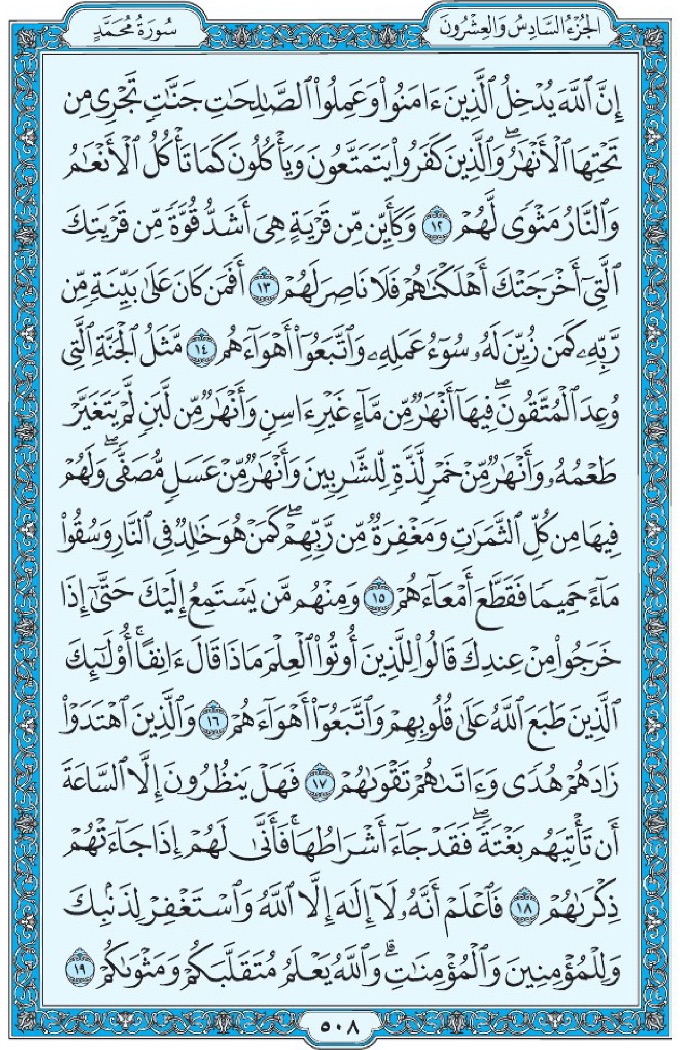 الجُزْءُ السَّادِسُ وَالعِشْرُونَ
سُورَةُ مُحَمَّدٍ
إِنَّ ٱللَّهَ يُدْخِلُ ٱلَّذِينَ ءَامَنُوا۟ وَعَمِلُوا۟ ٱلصَّـٰلِحَـٰتِ جَنَّـٰتٍ تَجْرِى مِن
تَحْتِهَا ٱلْأَنْهَـٰرُ ۖ وَٱلَّذِينَ كَفَرُوا۟ يَتَمَتَّعُونَ وَيَأْكُلُونَ كَمَا تَأْكُلُ ٱلْأَنْعَـٰمُ
وَٱلنَّارُ مَثْوًى لَّهُمْ ١٢ وَكَأَيِّن مِّن قَرْيَةٍ هِىَ أَشَدُّ قُوَّةً مِّن قَرْيَتِكَ
ٱلَّتِىٓ أَخْرَجَتْكَ أَهْلَكْنَـٰهُمْ فَلَا نَاصِرَ لَهُمْ ١٣ أَفَمَن كَانَ عَلَىٰ بَيِّنَةٍ مِّن
رَّبِّهِۦ كَمَن زُيِّنَ لَهُۥ سُوٓءُ عَمَلِهِۦ وَٱتَّبَعُوٓا۟ أَهْوَآءَهُم ١٤ مَّثَلُ ٱلْجَنَّةِ ٱلَّتِى
وُعِدَ ٱلْمُتَّقُونَ ۖ فِيهَآ أَنْهَـٰرٌ مِّن مَّآءٍ غَيْرِ ءَاسِنٍ وَأَنْهَـٰرٌ مِّن لَّبَنٍ لَّمْ يَتَغَيَّرْ
طَعْمُهُۥ وَأَنْهَـٰرٌ مِّنْ خَمْرٍ لَّذَّةٍ لِّلشَّـٰرِبِينَ وَأَنْهَـٰرٌ مِّنْ عَسَلٍ مُّصَفًّى ۖ وَلَهُمْ
فِيهَا مِن كُلِّ ٱلثَّمَرَٰتِ وَمَغْفِرَةٌ مِّن رَّبِّهِمْ ۖ كَمَنْ هُوَ خَـٰلِدٌ فِى ٱلنَّارِ وَسُقُوا۟
مَآءً حَمِيمًا فَقَطَّعَ أَمْعَآءَهُمْ ١٥ وَمِنْهُم مَّن يَسْتَمِعُ إِلَيْكَ حَتَّىٰٓ إِذَا
خَرَجُوا۟ مِنْ عِندِكَ قَالُوا۟ لِلَّذِينَ أُوتُوا۟ ٱلْعِلْمَ مَاذَا قَالَ ءَانِفًا ۚ أُو۟لَـٰٓئِكَ
ٱلَّذِينَ طَبَعَ ٱللَّهُ عَلَىٰ قُلُوبِهِمْ وَٱتَّبَعُوٓا۟ أَهْوَآءَهُمْ ١٦ وَٱلَّذِينَ ٱهْتَدَوْا۟
زَادَهُمْ هُدًى وَءَاتَىٰهُمْ تَقْوَىٰهُمْ ١٧ فَهَلْ يَنظُرُونَ إِلَّا ٱلسَّاعَةَ
أَن تَأْتِيَهُم بَغْتَةً ۖ فَقَدْ جَآءَ أَشْرَاطُهَا ۚ فَأَنَّىٰ لَهُمْ إِذَا جَآءَتْهُمْ
ذِكْرَىٰهُمْ ١٨ فَٱعْلَمْ أَنَّهُۥ لَآ إِلَـٰهَ إِلَّا ٱللَّهُ وَٱسْتَغْفِرْ لِذَنۢبِكَ
وَلِلْمُؤْمِنِينَ وَٱلْمُؤْمِنَـٰتِ ۗ وَٱللَّهُ يَعْلَمُ مُتَقَلَّبَكُمْ وَمَثْوَىٰكُمْ ١٩
٥٠٨